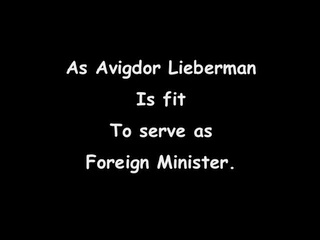 As Avigdor Lieberman
Is fit
To serve as
Foreign Minister.